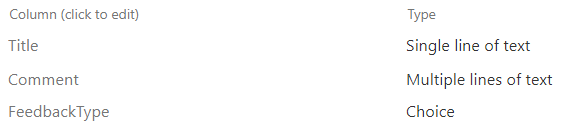 Column (click to edit) Type
Title Single line of text
Comment Multiple lines of text
FeedbackType Choice